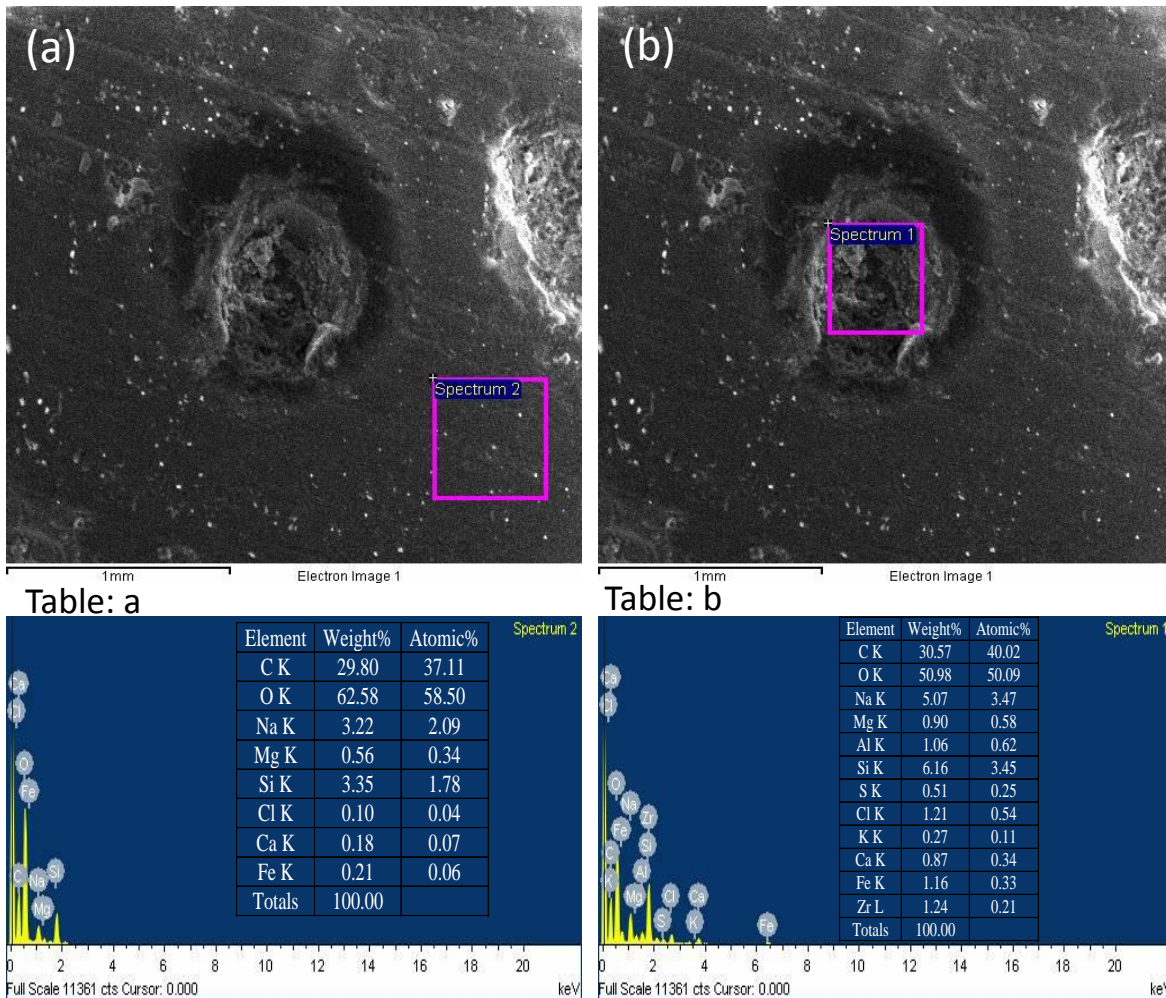 (a)
Spectrum 2
1mm
Electron Image 1
(b)
Spectrum 1
1mm
Electron Image 1
Table: a
Spectrum 2
Element Weight% Atomic%
C K 29.80 37.11
O K 62.58 58.50
Na K 3.22 2.09
Mg K 0.56 0.34
Si K 3.35 1.78
Cl K 0.10 0.04
Ca K 0.18 0.07
Fe K 0.21 0.06
Totals 100.00
Ca
Cl
O
Fe
C Na Si
Mg
0 2 4 6 8 10 12 14 16 18 20
Full Scale 11361 cts Cursor: 0.000 keV
Table: b
Spectrum 1
Element Weight% Atomic%
C K 30.57 40.02
O K 50.98 50.09
Na K 5.07 3.47
Mg K 0.90 0.58
Al K 1.06 0.62
Si K 6.16 3.45
S K 0.51 0.25
Cl K 1.21 0.54
K K 0.27 0.11
Ca K 0.87 0.34
Fe K 1.16 0.33
Zr L 1.24 0.21
Totals 100.00
Ca
Cl
O Na Zr
Fe
C Si
K Al
Mg Cl Ca
S K Fe
0 2 4 6 8 10 12 14 16 18 20
Full Scale 11361 cts Cursor: 0.000 ke